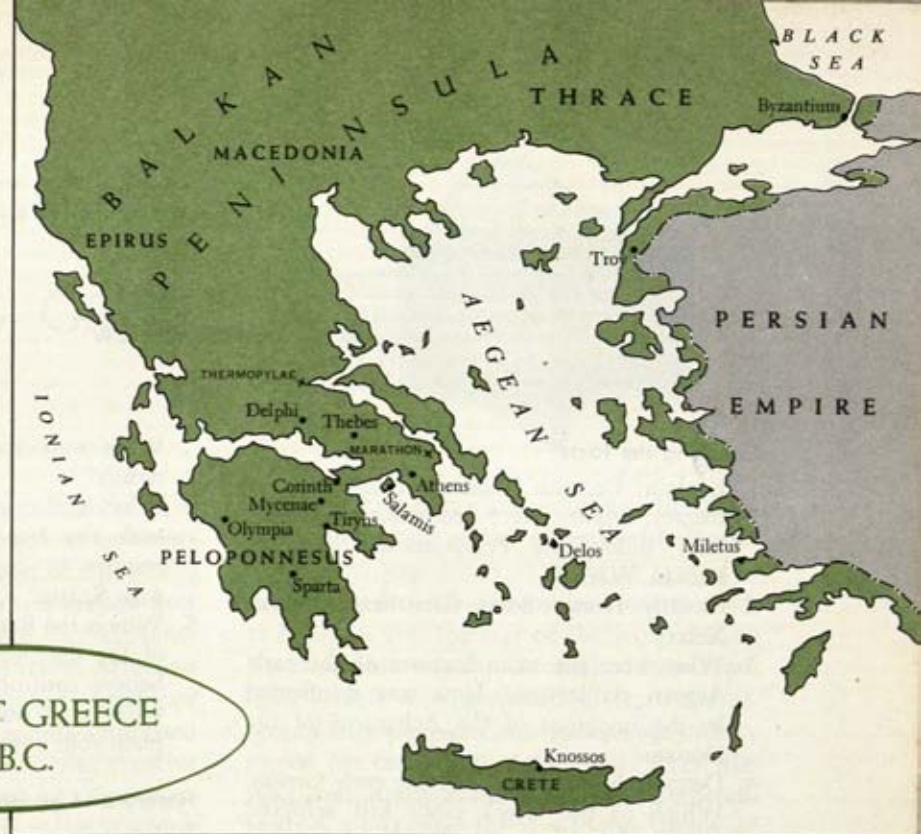 BLACK
SEA
BALKAN
PENINSULA
THRACE
Byzantium
MACEDONIA
EPIRUS
Troy
AEGEAN
SEA
PERSIAN
EMPIRE
THERMOPYLAE
Delphi
Thebes
MARATHON
IONIAN
SEA
Corinth
Athens
Mycenae
Salamis
Olympia
Tiryns
Delos
Miletus
PELOPONNESUS
Sparta
GREECE
B.C.
Knossos
CRETE